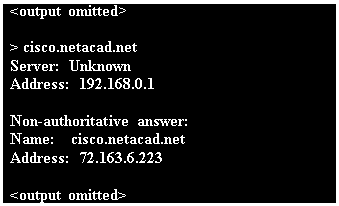 <output omitted>
> cisco.netacad.net
Server: Unknown
Address: 192.168.0.1
Non-authoritative answer:
Name: cisco.netacad.net
Address: 72.163.6.223
<output omitted>